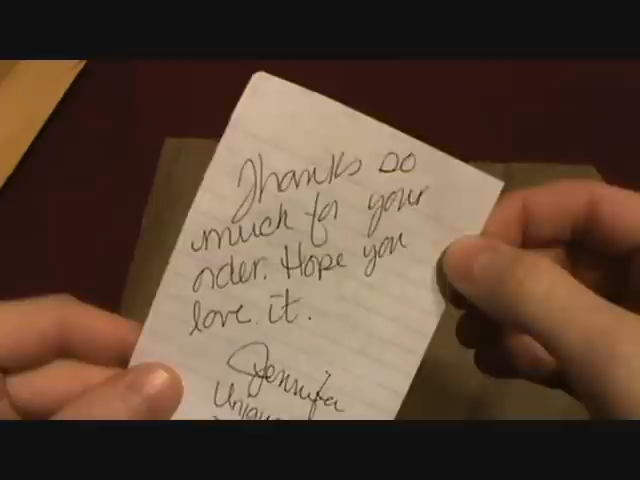 Thanks so
much for your
order. Hope you
love it.
Jennifer